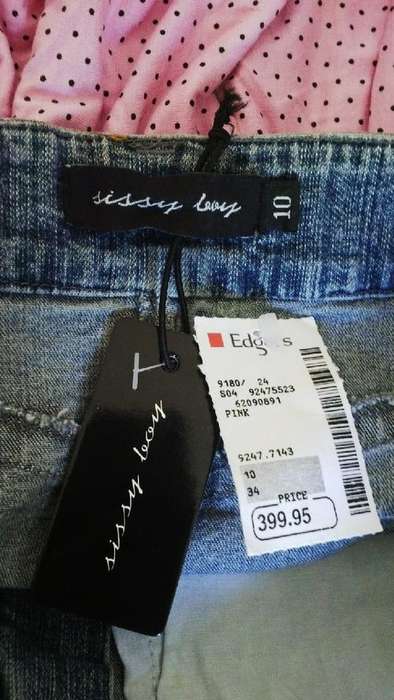 sissy boy
10
sissy boy
Edg s
9180/ 24
S04 92475523
62090891
PINK
9247.7143
10
34
PRICE
399.95